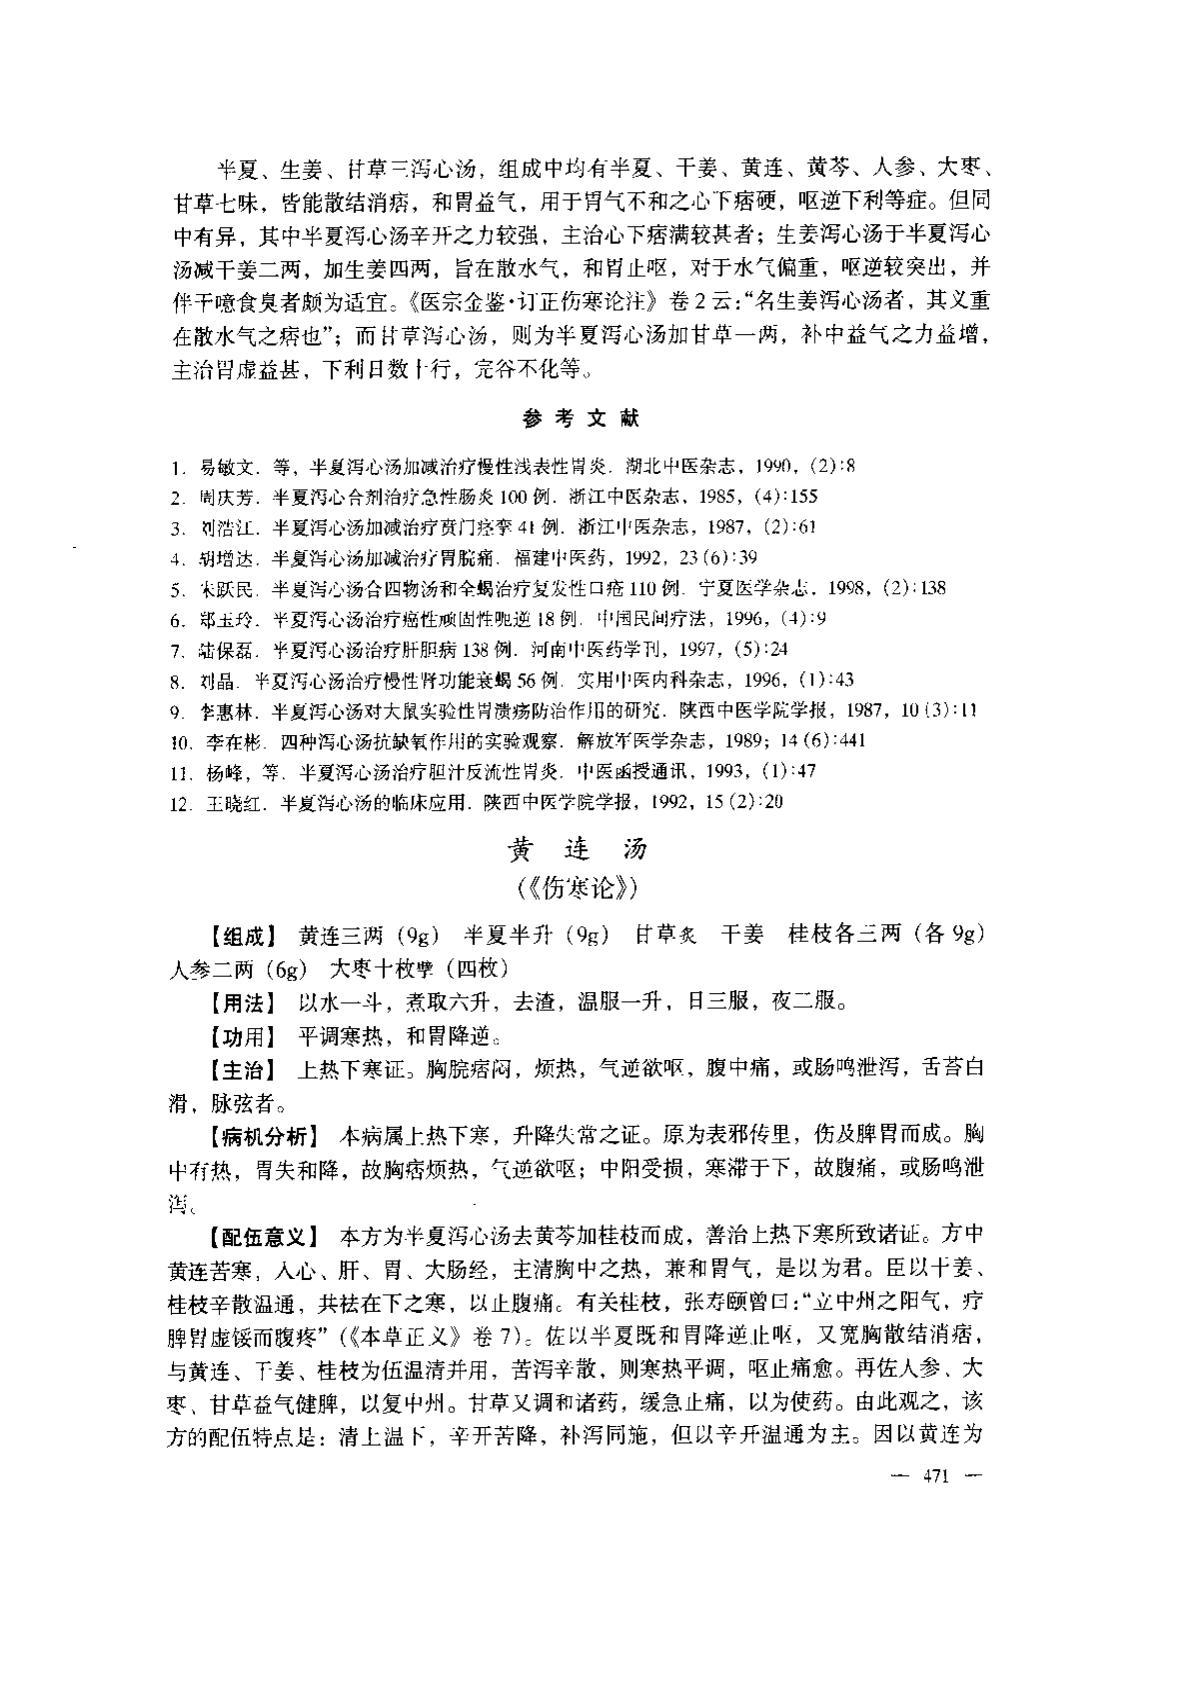 半夏、生姜、甘草三泻心汤，组成中均有半夏、干姜、黄连、黄芩、人参、大枣、
甘草七味，皆能散结消痞，和胃益气，用于胃气不和之心下痞硬，呕逆下利等症。但同
中有异，其中半夏泻心汤辛开之力较强，主治心下痞满较甚者；生姜泻心汤于半夏泻心
汤减干姜二两，加生姜四两，旨在散水气，和胃止呕，对于水气偏重，呕逆较突出，并
伴干噫食臭者颇为适宜。《医宗金鉴·订正伤寒论注》卷2云：“名生姜泻心汤者，其义重
在散水气之痞也”；而甘草泻心汤，则为半夏泻心汤加甘草一两，补中益气之力益增，
主治胃虚益甚，下利日数十行，完谷不化等。
参考文献
1. 易敏文．等，半夏泻心汤加减治疗慢性浅表性胃炎．湖北中医杂志，1990，(2)：8
2. 周庆芳．半夏泻心合剂治疗急性肠炎100例．浙江中医杂志，1985，(4)：155
3. 刘浩江．半夏泻心汤加减治疗贲门痉挛41例．浙江中医杂志，1987，(2)：61
4. 胡增达．半夏泻心汤加减治疗胃脘痛．福建中医药，1992，23(6)：39
5. 宋跃民．半夏泻心汤合四物汤和全蝎治疗复发性口疮110例．宁夏医学杂志．1998，(2)：138
6. 郑玉玲．半夏泻心汤治疗癌性顽固性呃逆18例．中国民间疗法，1996，(4)：9
7. 陆保磊．半夏泻心汤治疗肝胆病138例．河南中医药学刊，1997，(5)：24
8. 刘晶．半夏泻心汤治疗慢性肾功能衰竭56例．实用中医内科杂志，1996，(1)：43
9. 李惠林．半夏泻心汤对大鼠实验性胃溃疡防治作用的研究．陕西中医学院学报，1987，10(3)：11
10. 李在彬．四种泻心汤抗缺氧作用的实验观察．解放军医学杂志，1989；14(6)：441
11. 杨峰，等．半夏泻心汤治疗胆汁反流性胃炎．中医函授通讯，1993，(1)：47
12. 王晓红．半夏泻心汤的临床应用．陕西中医学院学报，1992，15(2)：20
黄连汤
（《伤寒论》）
【组成】 黄连三两（9g） 半夏半升（9g） 甘草炙 干姜 桂枝各三两（各9g）
人参二两（6g） 大枣十枚擘（四枚）
【用法】 以水一斗，煮取六升，去渣，温服一升，日三服，夜二服。
【功用】 平调寒热，和胃降逆。
【主治】 上热下寒证。胸脘痞闷，烦热，气逆欲呕，腹中痛，或肠鸣泄泻，舌苔白
滑，脉弦者。
【病机分析】 本病属上热下寒，升降失常之证。原为表邪传里，伤及脾胃而成。胸
中有热，胃失和降，故胸痞烦热，气逆欲呕；中阳受损，寒滞于下，故腹痛，或肠鸣泄
泻。
【配伍意义】 本方为半夏泻心汤去黄芩加桂枝而成，善治上热下寒所致诸证。方中
黄连苦寒，入心、肝、胃、大肠经，主清胸中之热，兼和胃气，是以为君。臣以干姜、
桂枝辛散温通，共祛在下之寒，以止腹痛。有关桂枝，张寿颐曾曰：“立中州之阳气，疗
脾胃虚馁而腹疼”（《本草正义》卷7）。佐以半夏既和胃降逆止呕，又宽胸散结消痞，
与黄连、干姜、桂枝为伍温清并用，苦泻辛散，则寒热平调，呕止痛愈。再佐人参、大
枣、甘草益气健脾，以复中州。甘草又调和诸药，缓急止痛，以为使药。由此观之，该
方的配伍特点是：清上温下，辛开苦降，补泻同施，但以辛开温通为主。因以黄连为
— 471 —